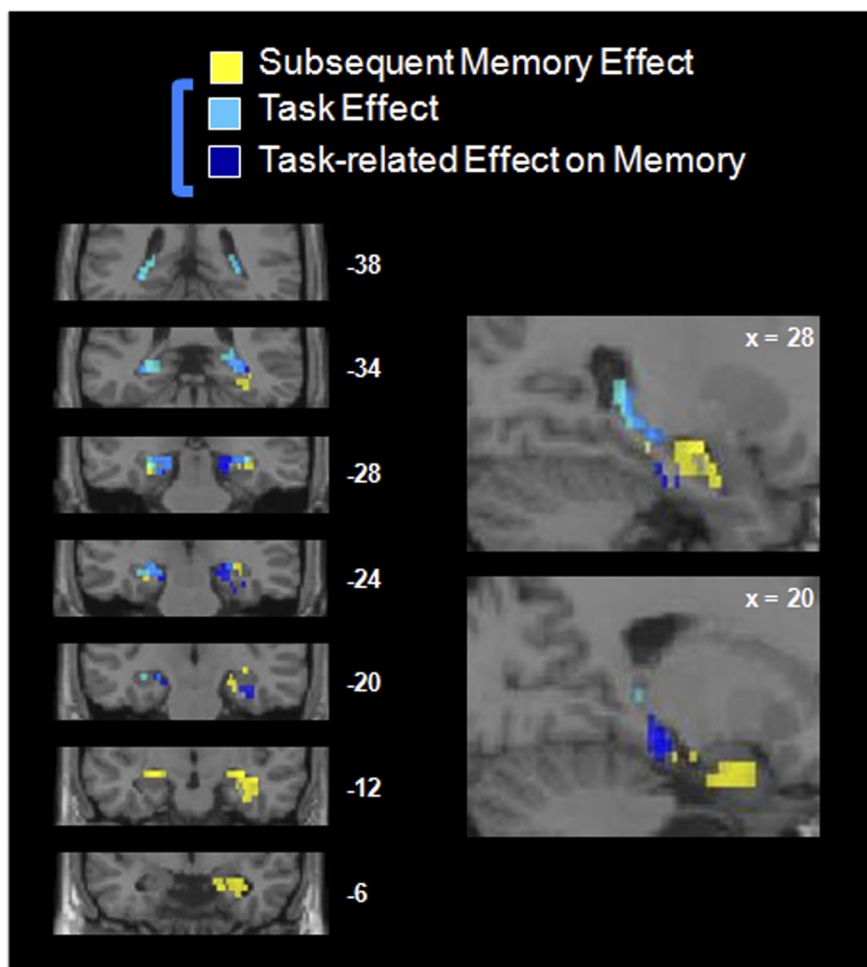 Subsequent Memory Effect
Task Effect
Task-related Effect on Memory
-38
-34
-28
-24
-20
-12
-6
x = 28
x = 20